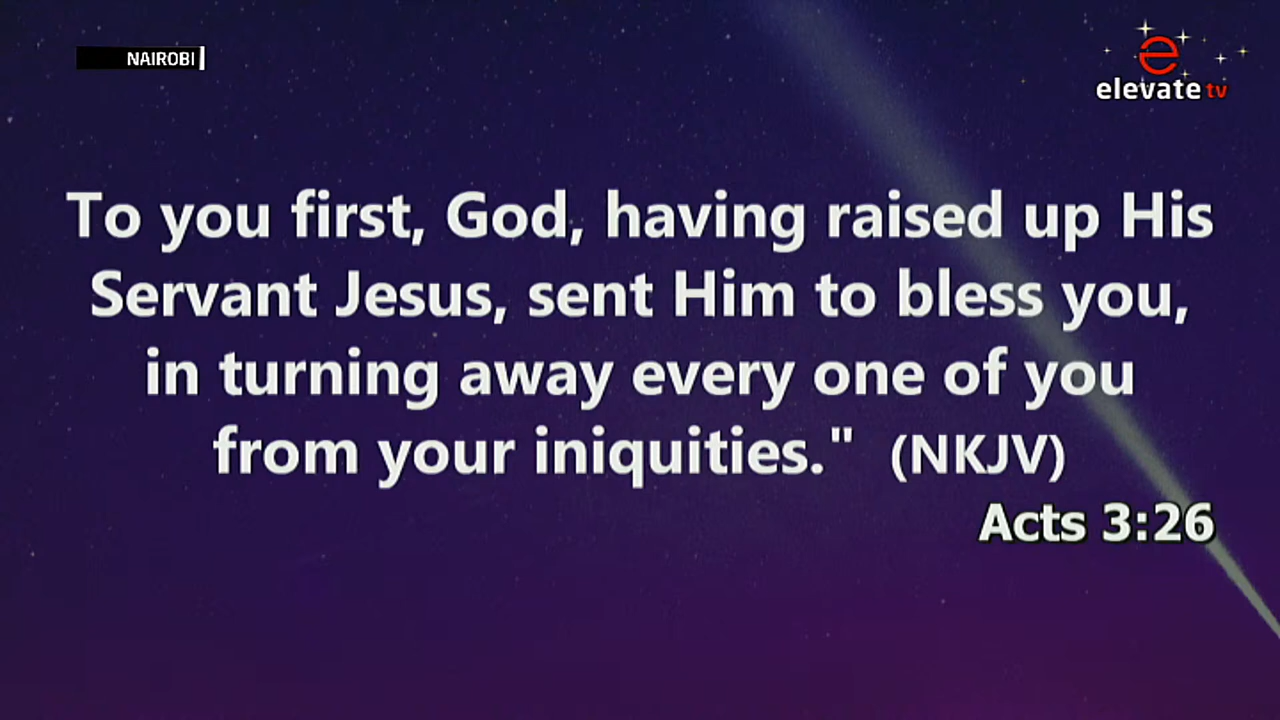 NAIROBI
e
elevate tv
To you first, God, having raised up His
Servant Jesus, sent Him to bless you,
in turning away every one of you
from your iniquities." (NKJV)
Acts 3:26